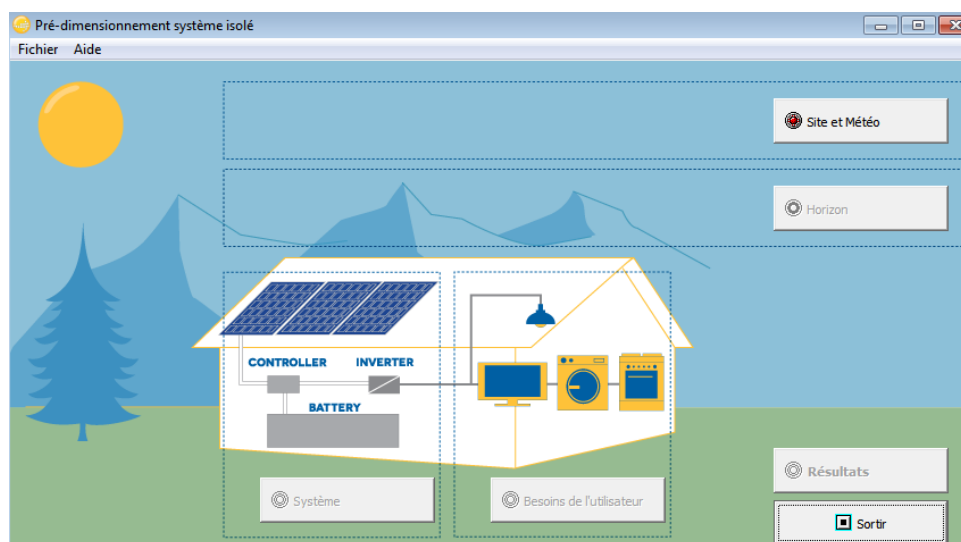 Pré-dimensionnement système isolé
Fichier Aide
Site et Météo
Horizon
CONTROLLER INVERTER
BATTERY
Système
Besoins de l'utilisateur
Résultats
Sortir